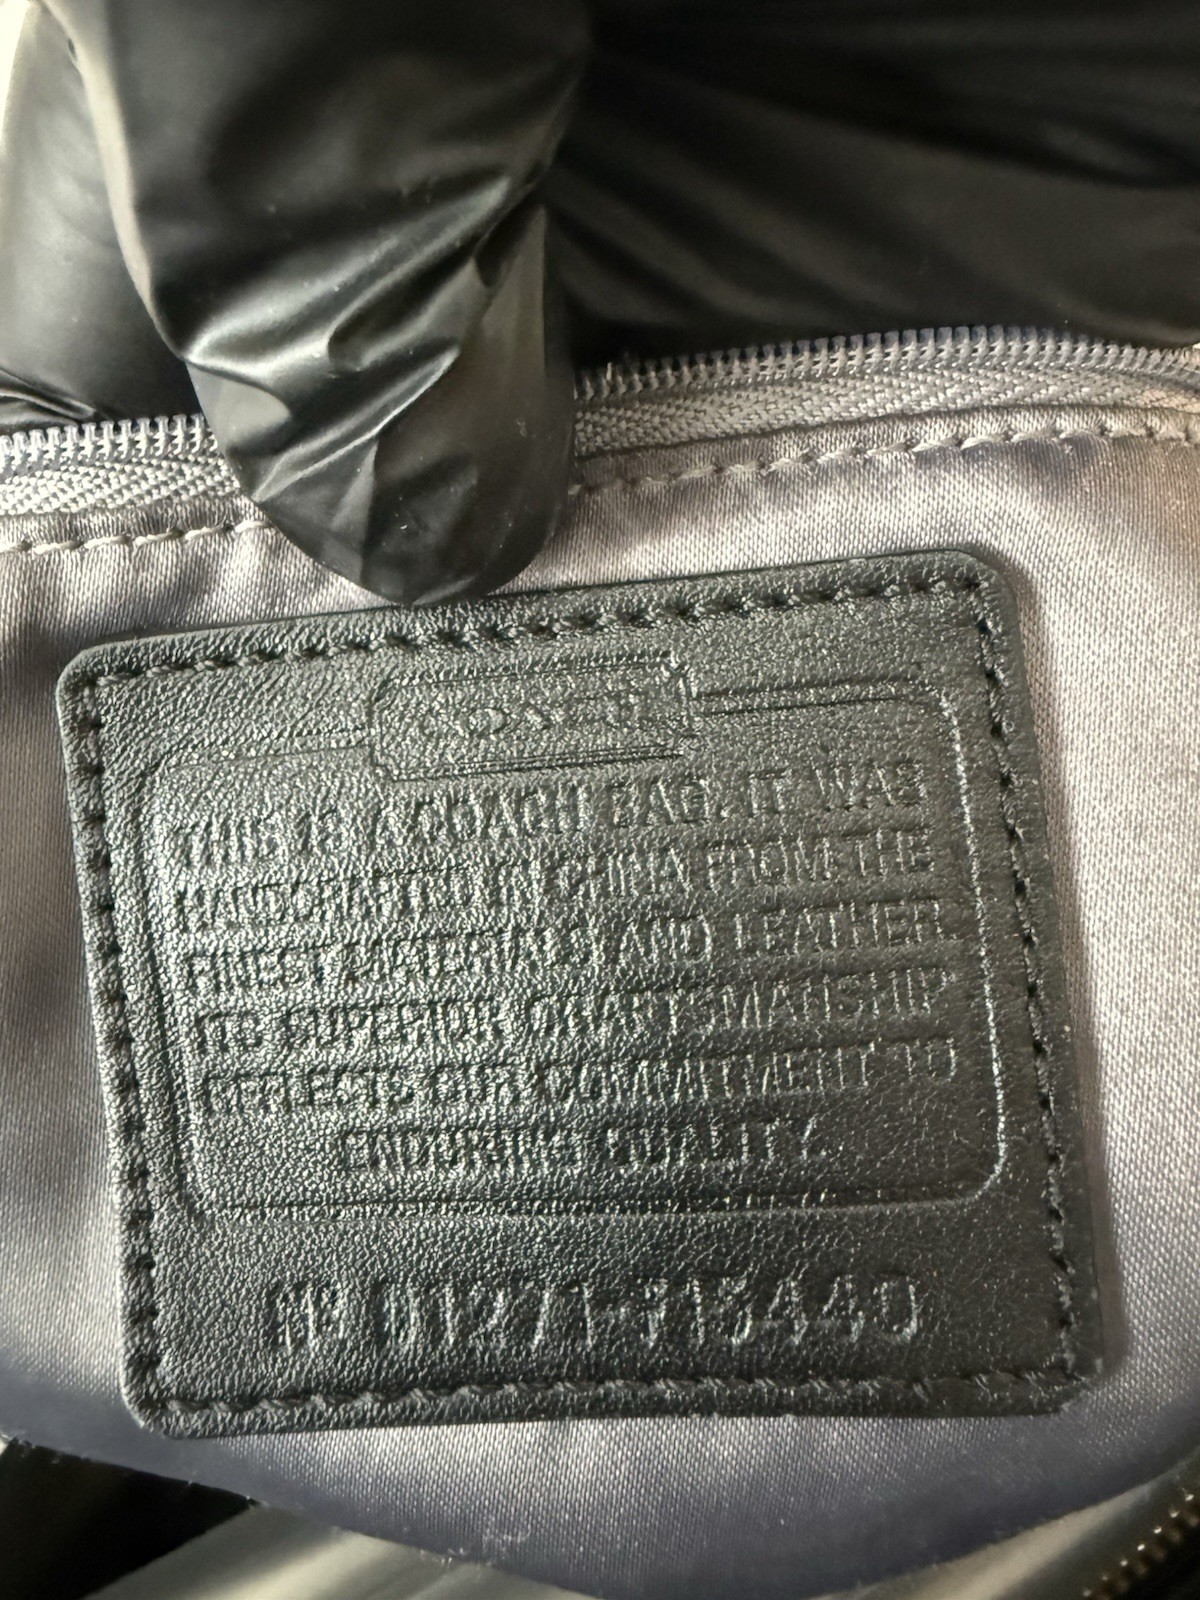 COACH
THIS IS A COACH BAG. IT WAS
HANDCRAFTED IN CHINA FROM THE
FINEST MATERIALS AND LEATHER
ITS SUPERIOR CRAFTSMANSHIP
REFLECTS OUR COMMITMENT TO
ENDURING QUALITY.
01271-